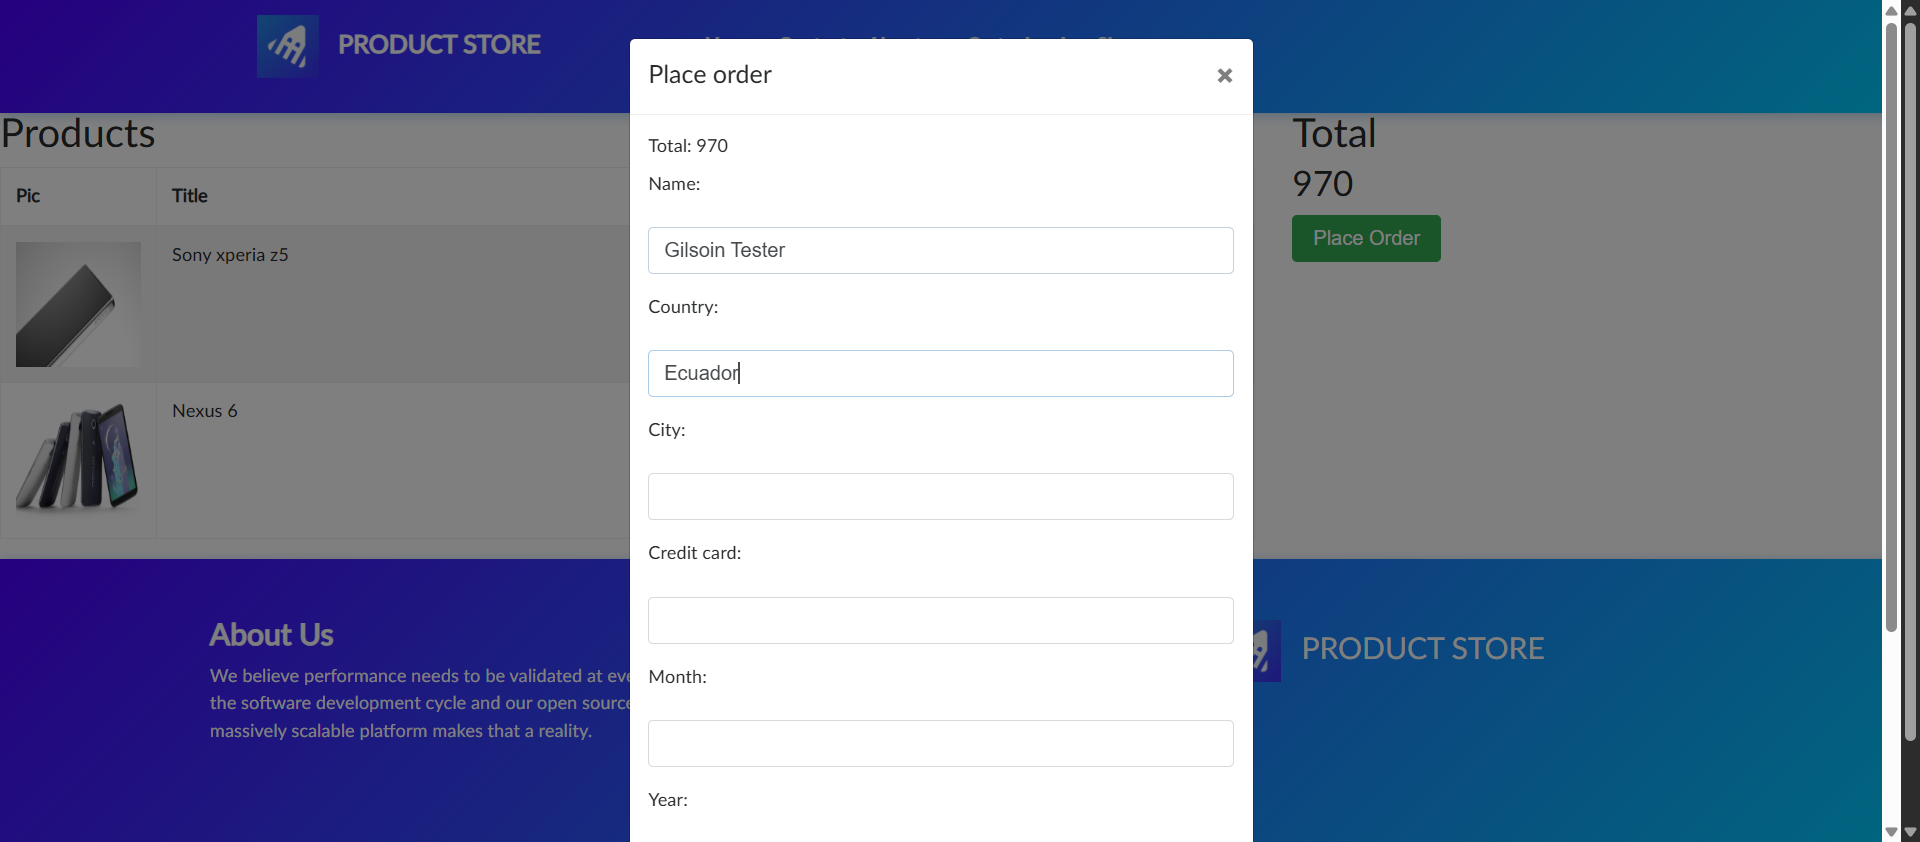 PRODUCT STORE
Place order
Total: 970
Name:
Gilsoin Tester
Country:
Ecuador
City:
Credit card:
Month:
Year:
Products
Pic
Title
Sony xperia z5
Nexus 6
Total
970
Place Order
About Us
We believe performance needs to be validated at eve
the software development cycle and our open source
massively scalable platform makes that a reality.
PRODUCT STORE